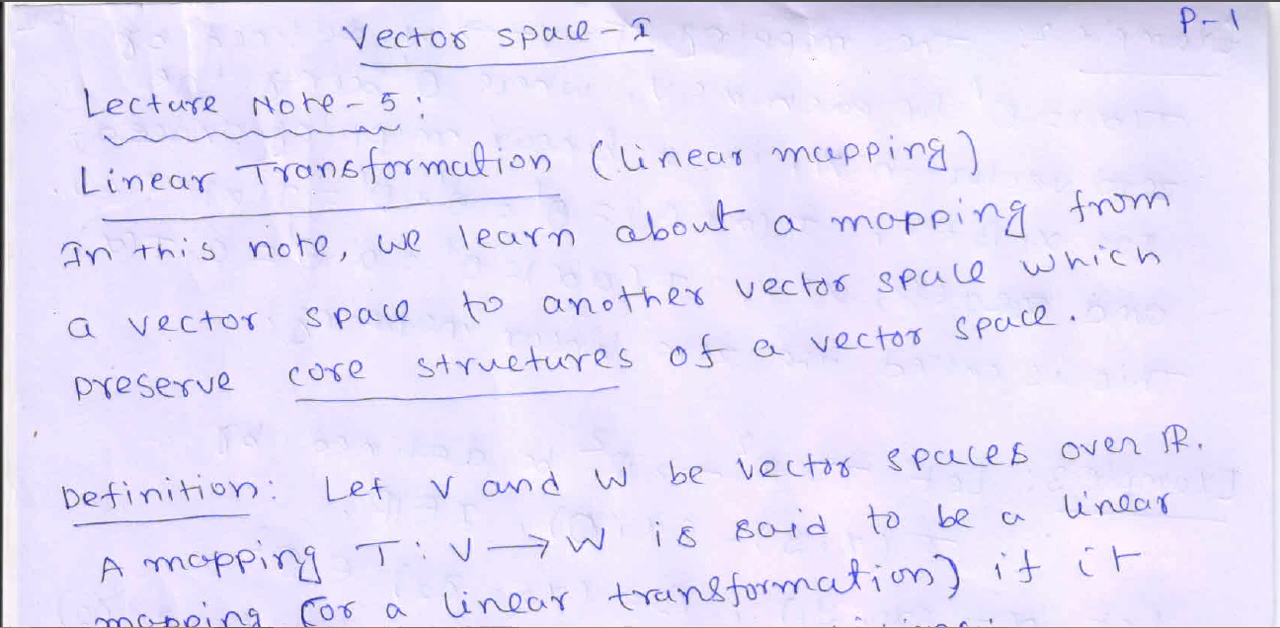 P-1
Vector space-I
Lecture Note-5:
Linear Transformation (linear mapping)
In this note, we learn about a mapping from
a vector space to another vector space which
preserve core structures of a vector space.
Definition: Let V and W be vector spaces over ℝ.
A mapping T: V → W is said to be a linear
mapping (or a linear transformation) if it